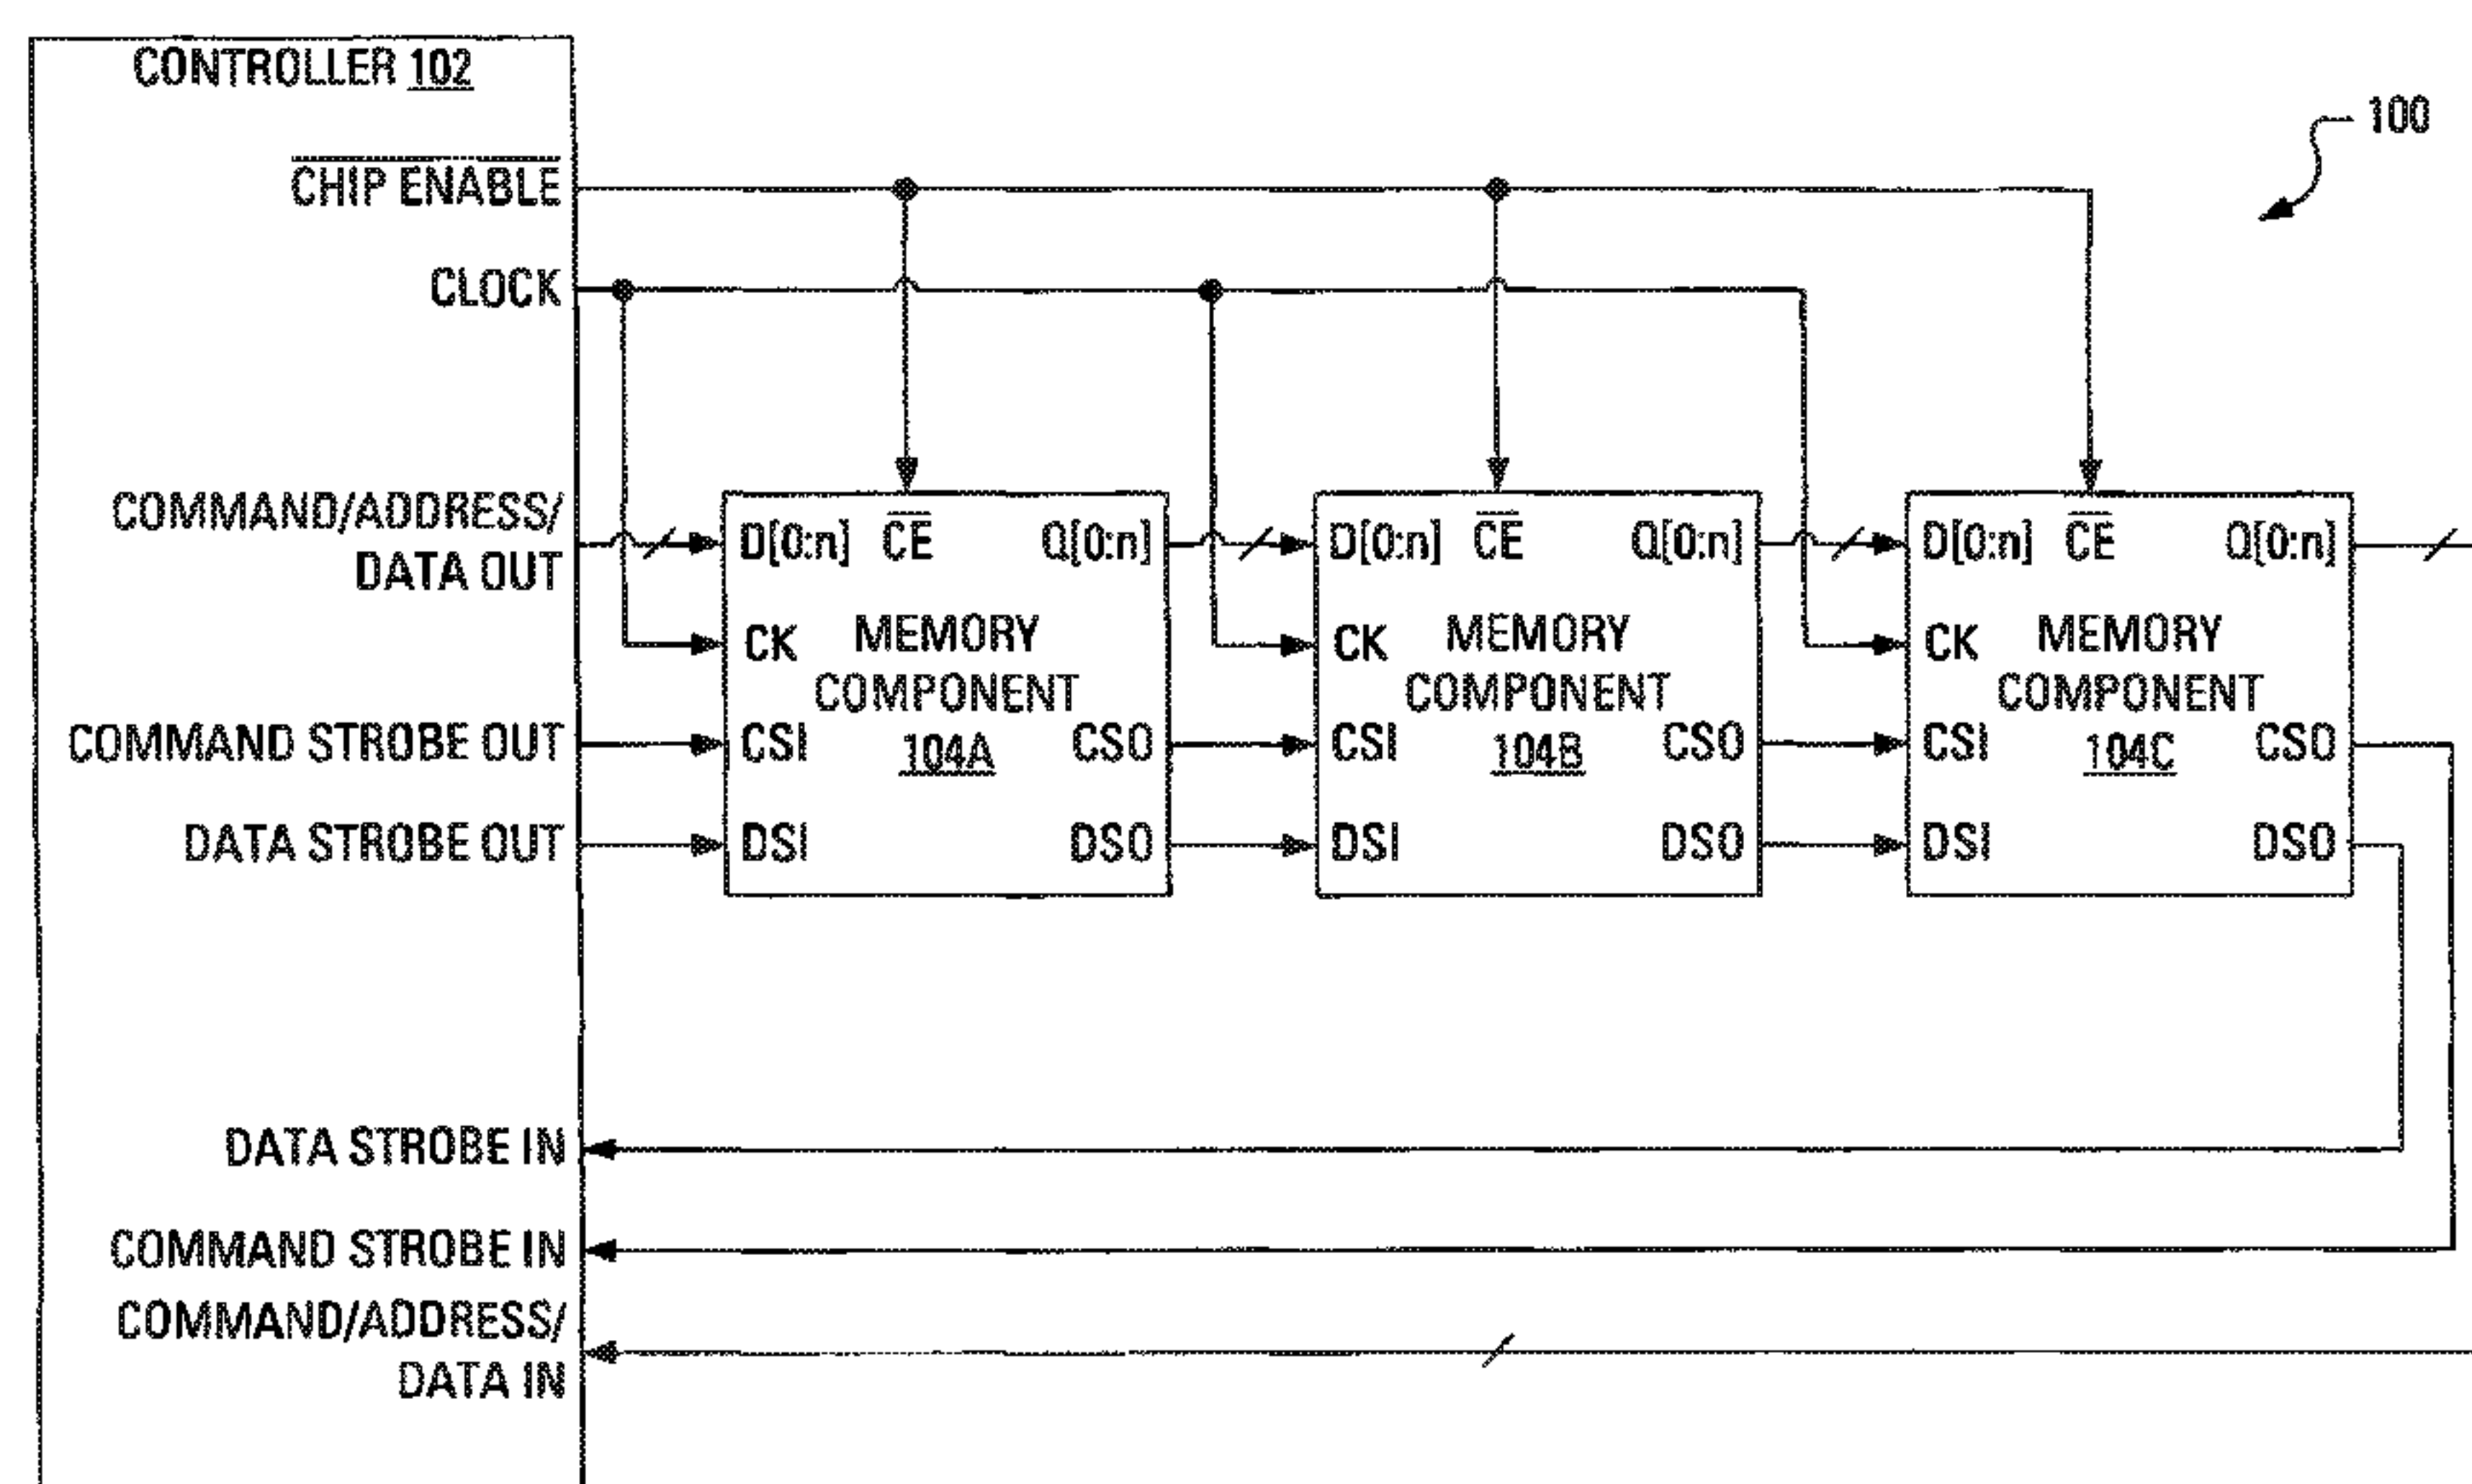 CONTROLLER 102
100
CHIP ENABLE
CLOCK
COMMAND/ADDRESS/
DATA OUT
COMMAND STROBE OUT
DATA STROBE OUT
DATA STROBE IN
COMMAND STROBE IN
COMMAND/ADDRESS/
DATA IN
D[0:n] CE Q[0:n]
CK MEMORY
COMPONENT
CSI 104A CSO
DSI DSO
D[0:n] CE Q[0:n]
CK MEMORY
COMPONENT
CSI 104B CSO
DSI DSO
D[0:n] CE Q[0:n]
CK MEMORY
COMPONENT
CSI 104C CSO
DSI DSO